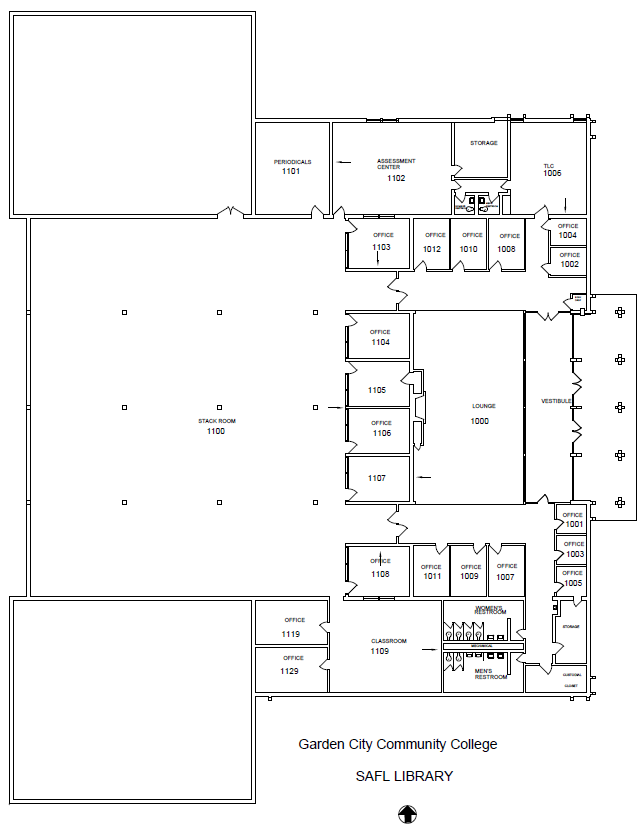 STORAGE
PERIODICALS
1101
ASSESSMENT
CENTER
1102
TLC
1006
OFFICE
1103
OFFICE
1012
OFFICE
1010
OFFICE
1008
OFFICE
1004
OFFICE
1002
OFFICE
1104
1105
OFFICE
1106
1107
STACK ROOM
1100
LOUNGE
1000
VESTIBULE
OFFICE
1001
OFFICE
1003
OFFICE
1005
OFFICE
1108
OFFICE
1011
OFFICE
1009
OFFICE
1007
OFFICE
1119
OFFICE
1129
CLASSROOM
1109
WOMEN'S
RESTROOM
MECHANICAL
MEN'S
RESTROOM
STORAGE
CUSTODIAL
CLOSET
Garden City Community College
SAFL LIBRARY